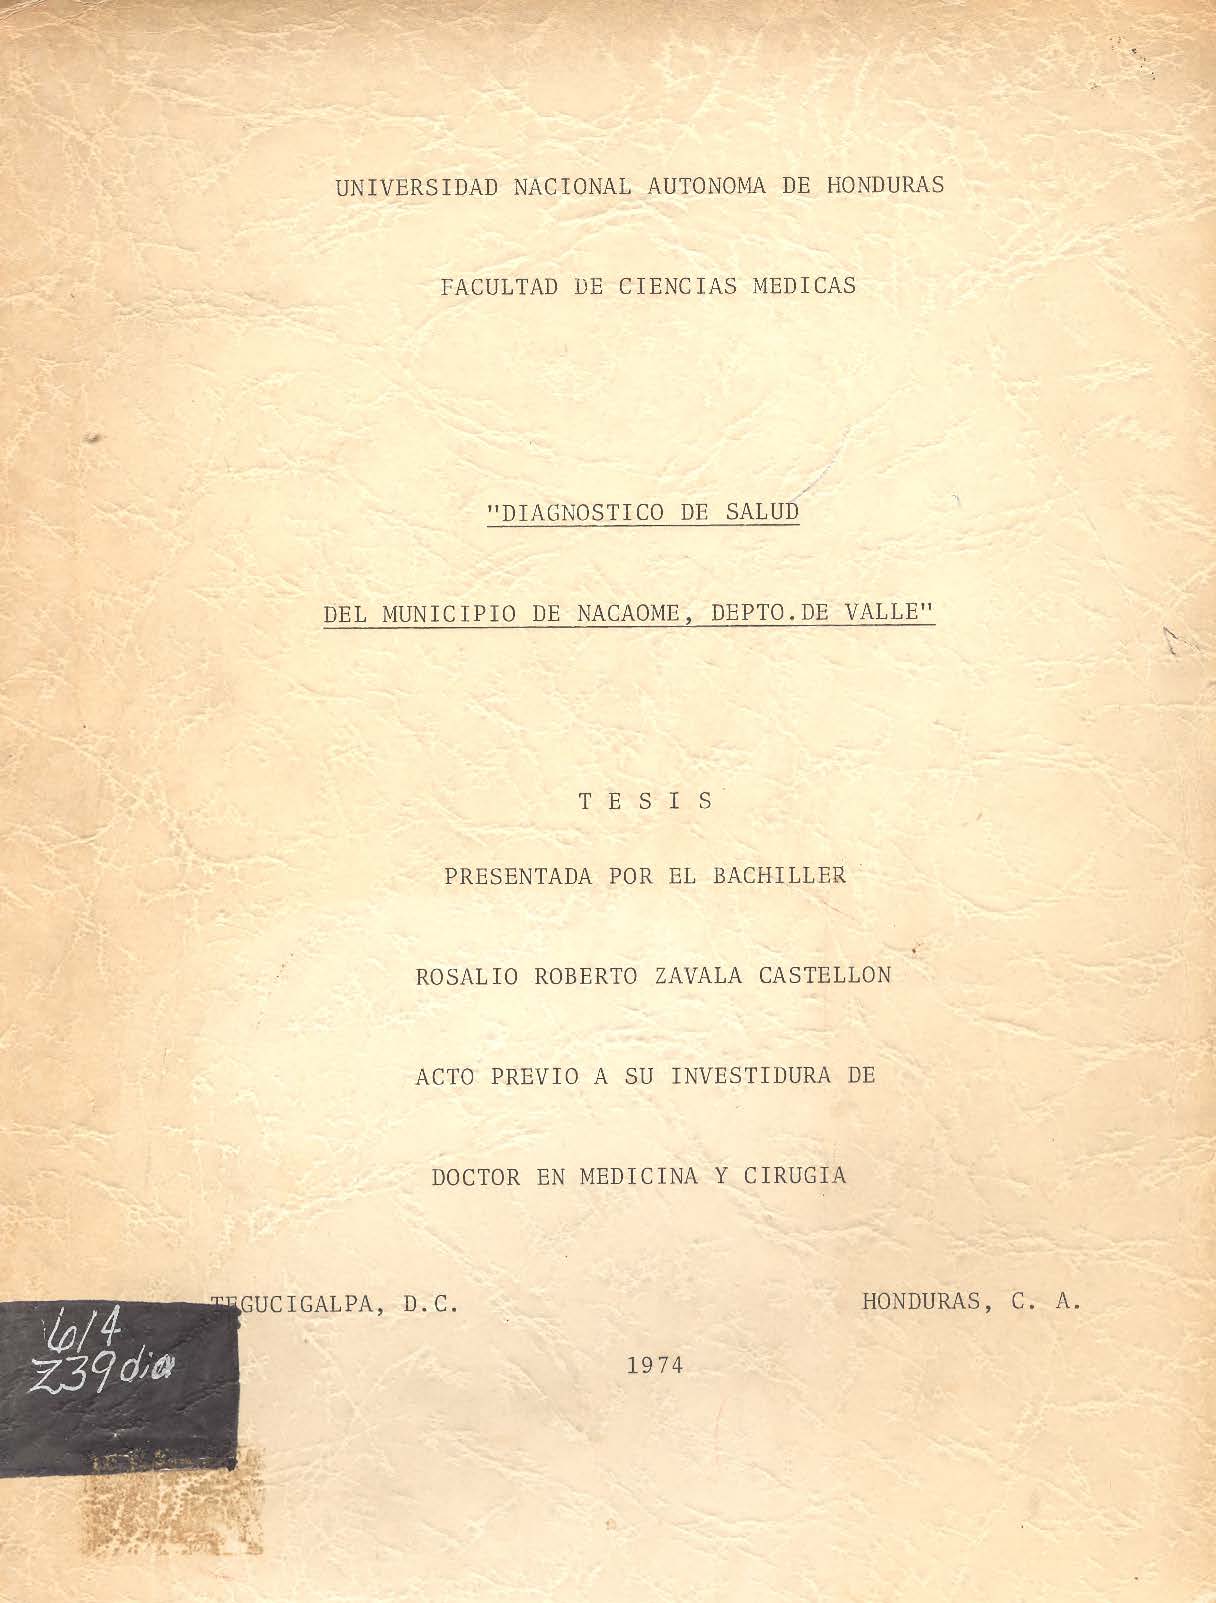 UNIVERSIDAD NACIONAL AUTONOMA DE HONDURAS
FACULTAD DE CIENCIAS MEDICAS
"DIAGNOSTICO DE SALUD
DEL MUNICIPIO DE NACAOME, DEPTO.DE VALLE"
T E S I S
PRESENTADA POR EL BACHILLER
ROSALIO ROBERTO ZAVALA CASTELLON
ACTO PREVIO A SU INVESTIDURA DE
DOCTOR EN MEDICINA Y CIRUGIA
TEGUCIGALPA, D.C. HONDURAS, C. A.
1974
614
Z39dia